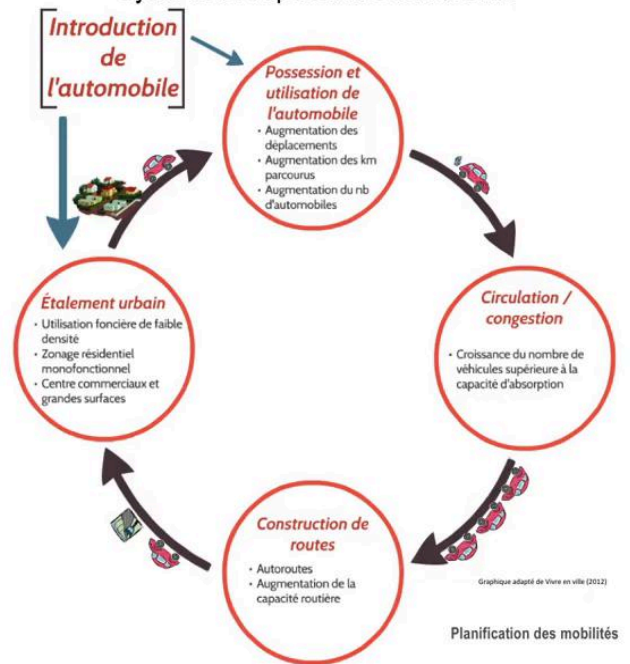 Introduction
de
l'automobile
Possession et
utilisation de
l'automobile
• Augmentation des
déplacements
• Augmentation des km
parcourus
• Augmentation du nb
d'automobiles
Circulation /
congestion
• Croissance du nombre de
véhicules supérieure à la
capacité d'absorption
Construction de
routes
• Autoroutes
• Augmentation de la
capacité routière
Étalement urbain
• Utilisation foncière de faible
densité
• Zonage résidentiel
monofonctionnel
• Centre commerciaux et
grandes surfaces
Graphique adapté de Vivre en ville (2012)
Planification des mobilités